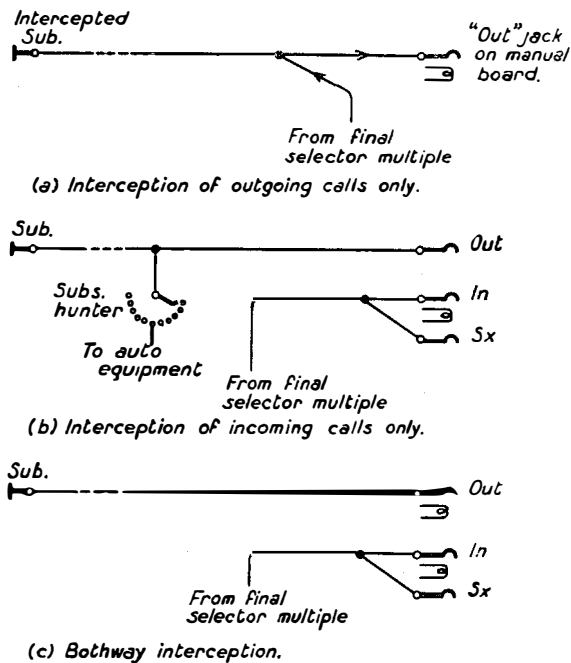 Intercepted
Sub.
"Out" jack
on manual
board.
From final
selector multiple
(a) Interception of outgoing calls only.
Sub.
Out
Subs.
hunter
In
Sx
To auto
equipment
From final
selector multiple
(b) Interception of incoming calls only.
Sub.
Out
In
Sx
From final
selector multiple
(c) Bothway interception.